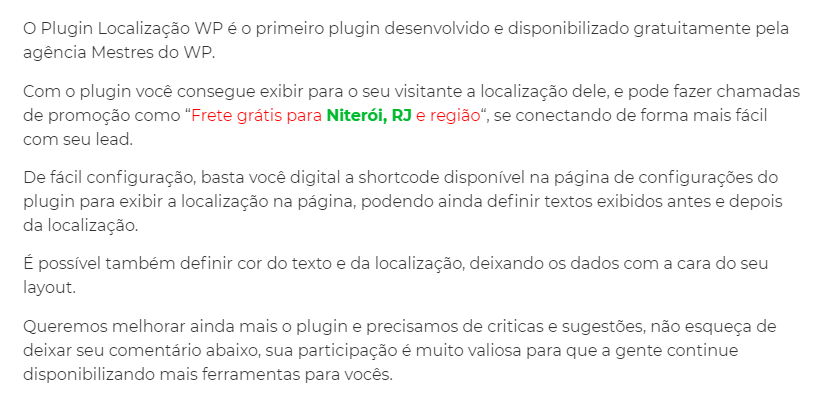 O Plugin Localização WP é o primeiro plugin desenvolvido e disponibilizado gratuitamente pela
agência Mestres do WP.
Com o plugin você consegue exibir para o seu visitante a localização dele, e pode fazer chamadas
de promoção como “Frete grátis para Niterói, RJ e região“, se conectando de forma mais fácil
com seu lead.
De fácil configuração, basta você digital a shortcode disponível na página de configurações do
plugin para exibir a localização na página, podendo ainda definir textos exibidos antes e depois
da localização.
É possível também definir cor do texto e da localização, deixando os dados com a cara do seu
layout.
Queremos melhorar ainda mais o plugin e precisamos de criticas e sugestões, não esqueça de
deixar seu comentário abaixo, sua participação é muito valiosa para que a gente continue
disponibilizando mais ferramentas para vocês.